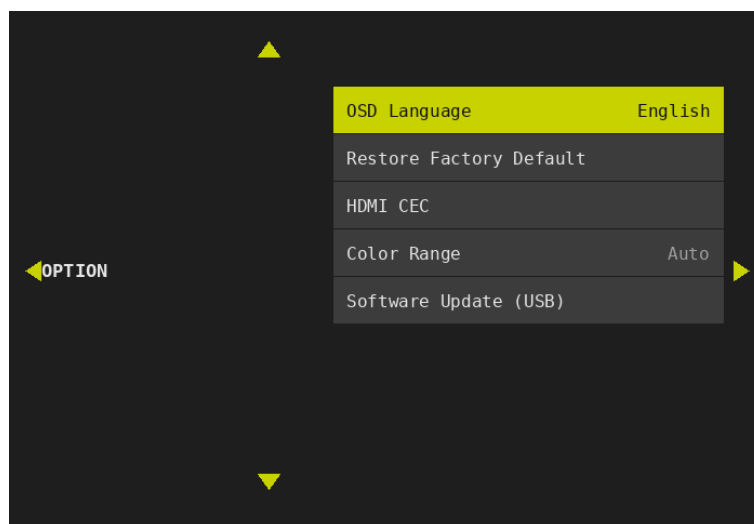 OSD Language English
Restore Factory Default
HDMI CEC
Color Range Auto
Software Update (USB)
OPTION